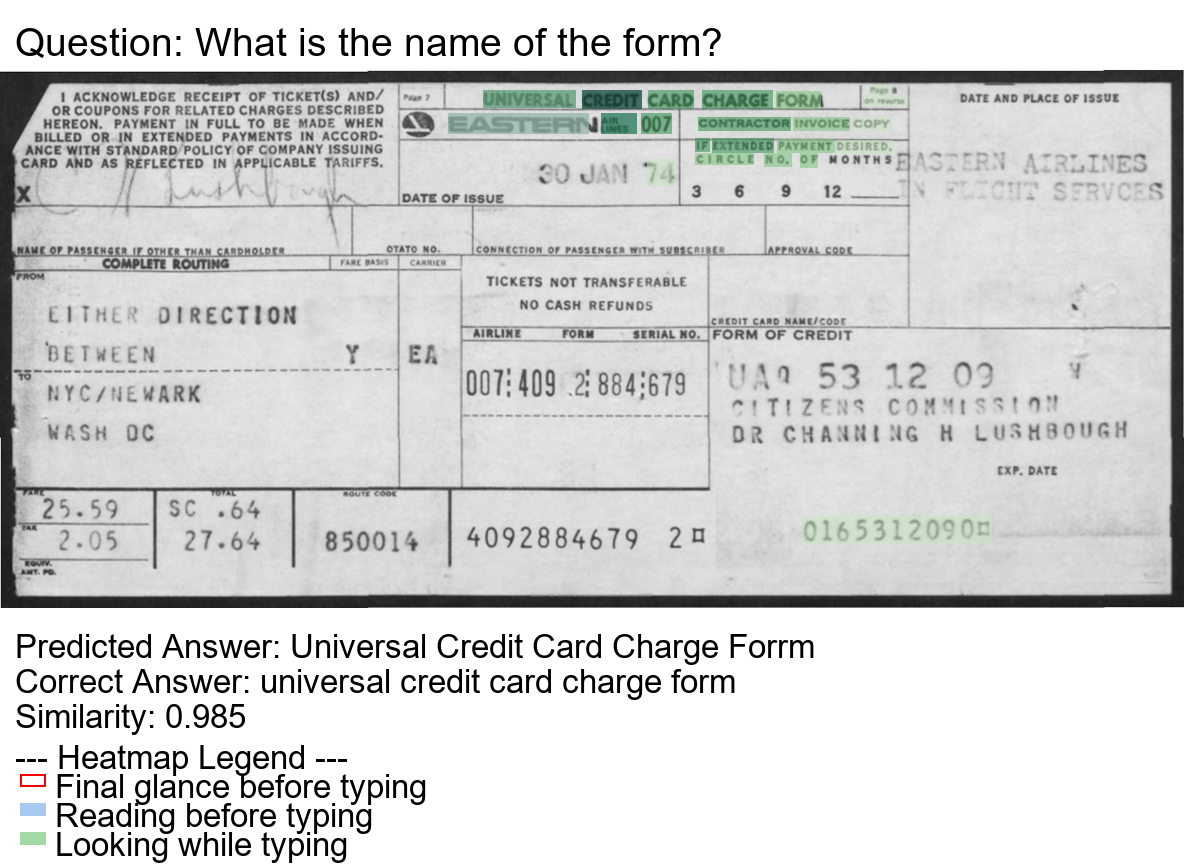 Question: What is the name of the form?
I ACKNOWLEDGE RECEIPT OF TICKET(S) AND/
OR COUPONS FOR RELATED CHARGES DESCRIBED
HEREON. PAYMENT IN FULL TO BE MADE WHEN
BILLED OR IN EXTENDED PAYMENTS IN ACCORD-
ANCE WITH STANDARD POLICY OF COMPANY ISSUING
CARD AND AS REFLECTED IN APPLICABLE TARIFFS.
X
NAME OF PASSENGER IF OTHER THAN CARDHOLDER
UNIVERSAL CREDIT CARD CHARGE FORM
Page 8
on reverse
EASTERN AIR LINES 007
CONTRACTOR INVOICE COPY
IF EXTENDED PAYMENT DESIRED,
CIRCLE NO. OF MONTHS
30 JAN 74
DATE OF ISSUE
3 6 9 12
DATE AND PLACE OF ISSUE
EASTERN AIRLINES
IN FLIGHT SERVCES
OTATO NO.
CONNECTION OF PASSENGER WITH SUBSCRIBER
APPROVAL CODE
COMPLETE ROUTING
FARE BASIS
CARRIER
FROM
EITHER DIRECTION
BETWEEN Y EA
TO
NYC/NEWARK
WASH DC
TICKETS NOT TRANSFERABLE
NO CASH REFUNDS
AIRLINE FORM SERIAL NO.
007 409 2 884 679
CREDIT CARD NAME/CODE
FORM OF CREDIT
53 12 09
CITIZENS COMMISSION
DR CHANNING H LUSHBOUGH
EXP. DATE
FARE
25.59
TAX
2.05
EQUIV.
AMT. PD.
TOTAL
SC .64
27.64
ROUTE CODE
850014
4092884679 2¤
0165312090¤
Predicted Answer: Universal Credit Card Charge Forrm
Correct Answer: universal credit card charge form
Similarity: 0.985
--- Heatmap Legend ---
Final glance before typing
Reading before typing
Looking while typing